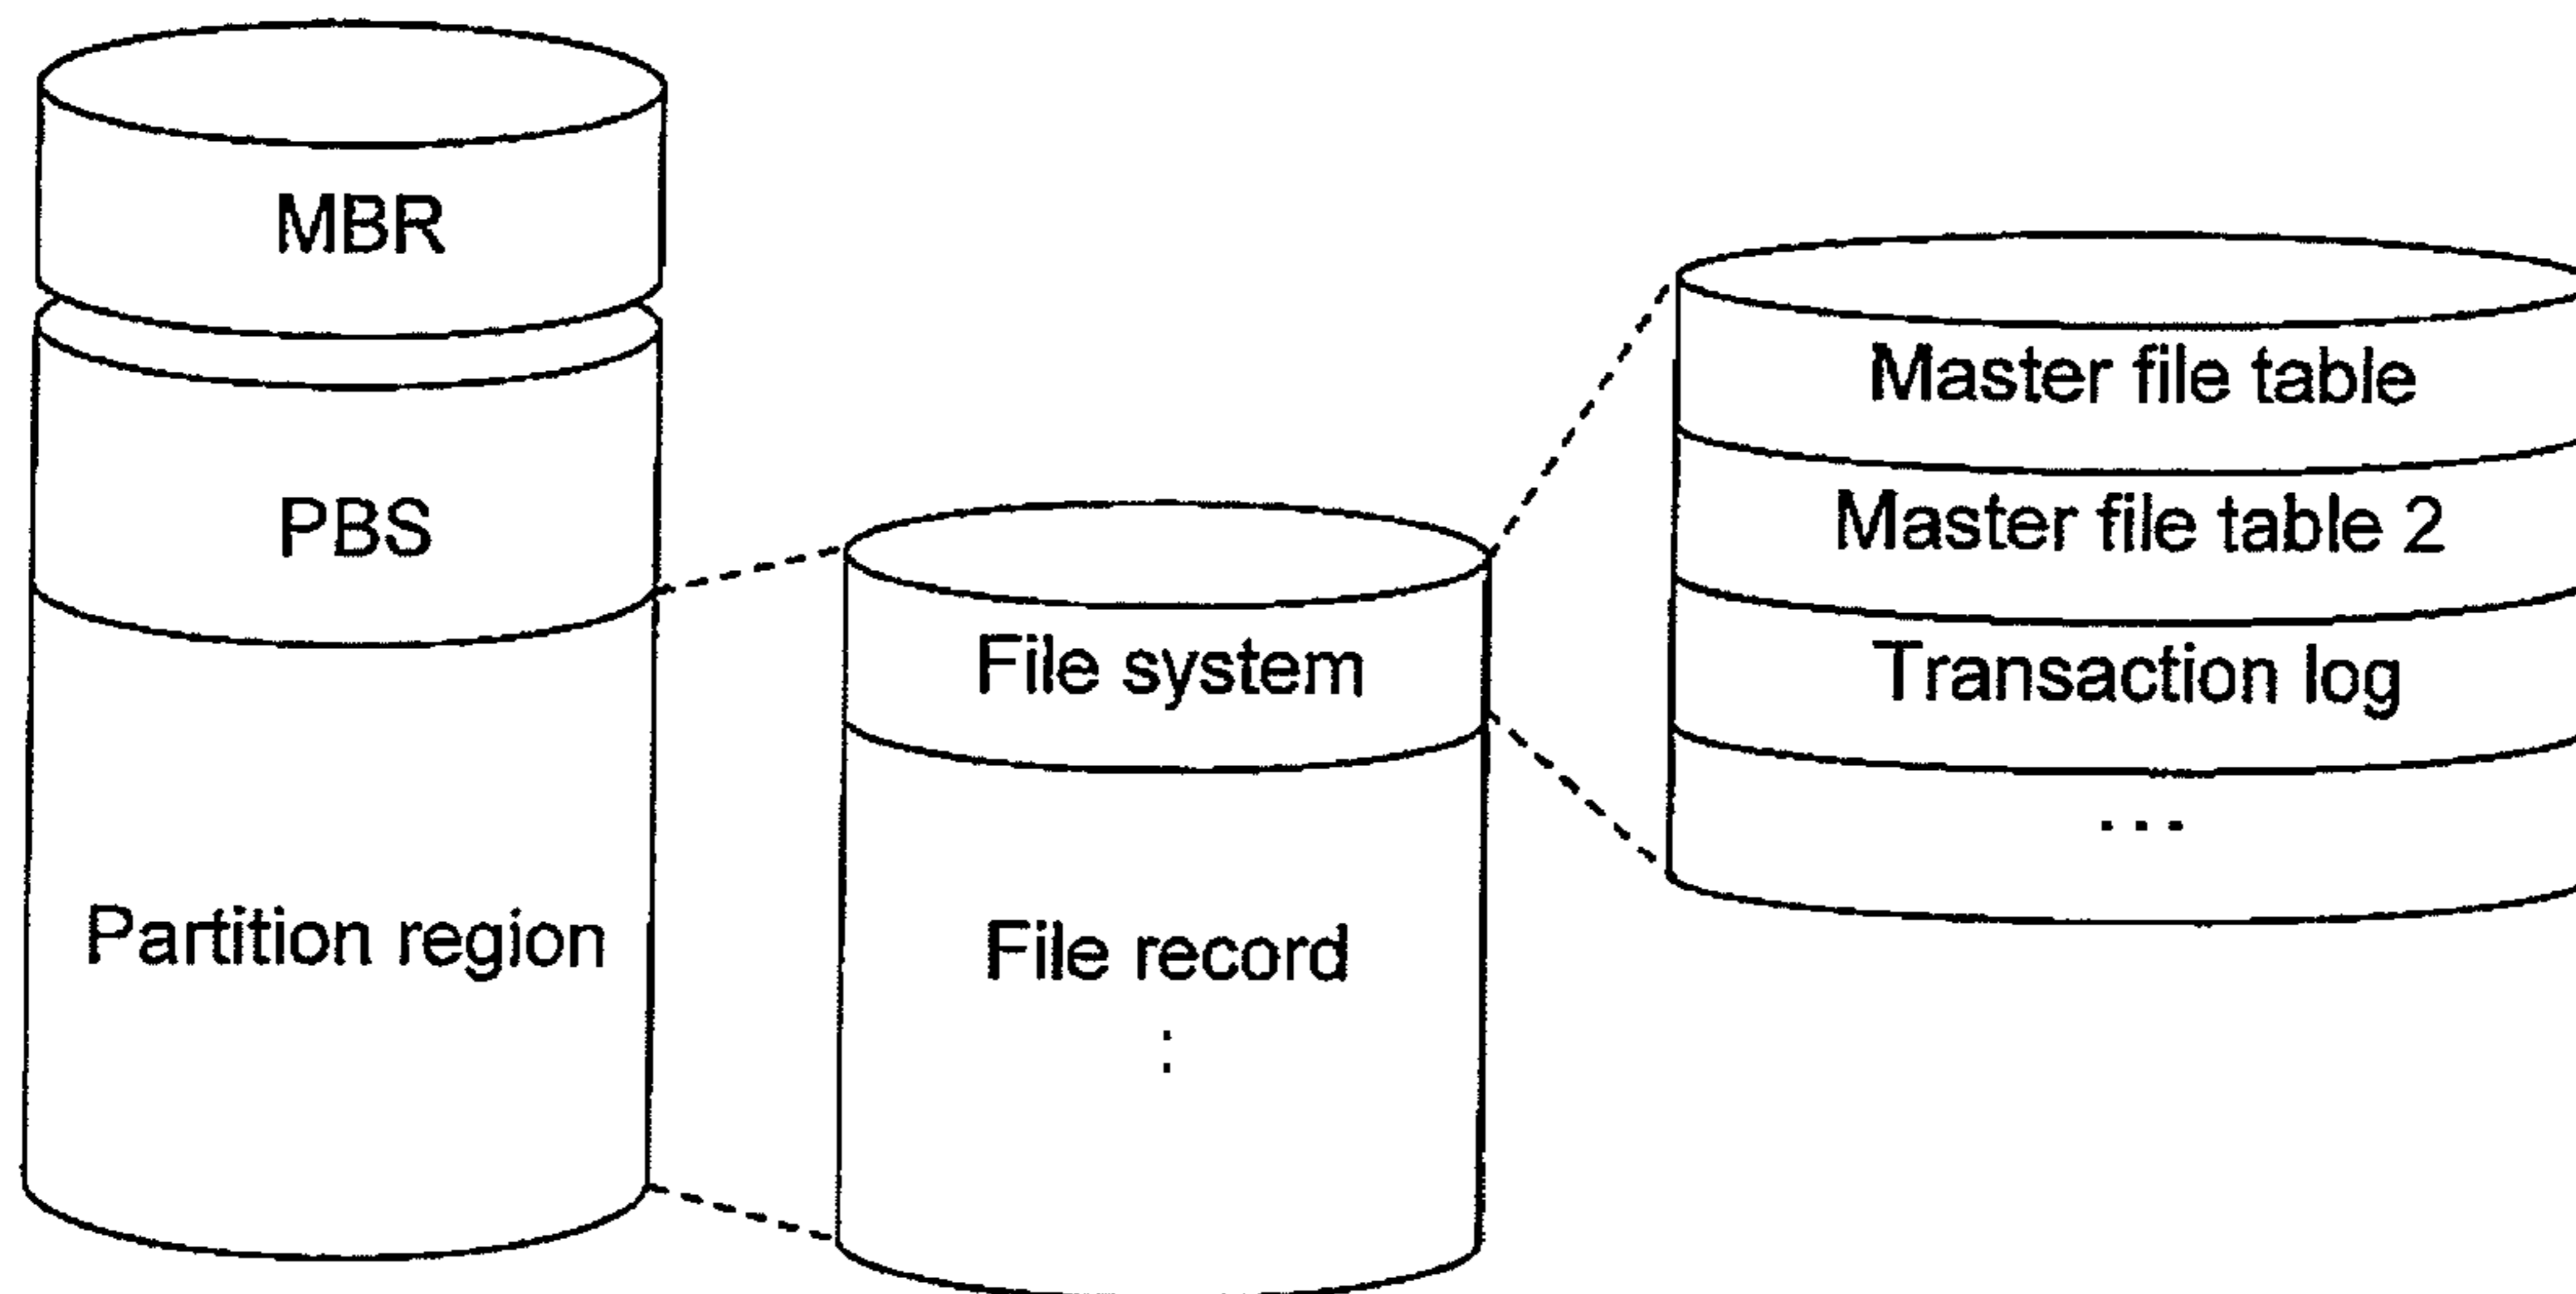 MBR
PBS
Partition region
File system
File record
:
Master file table
Master file table 2
Transaction log
...